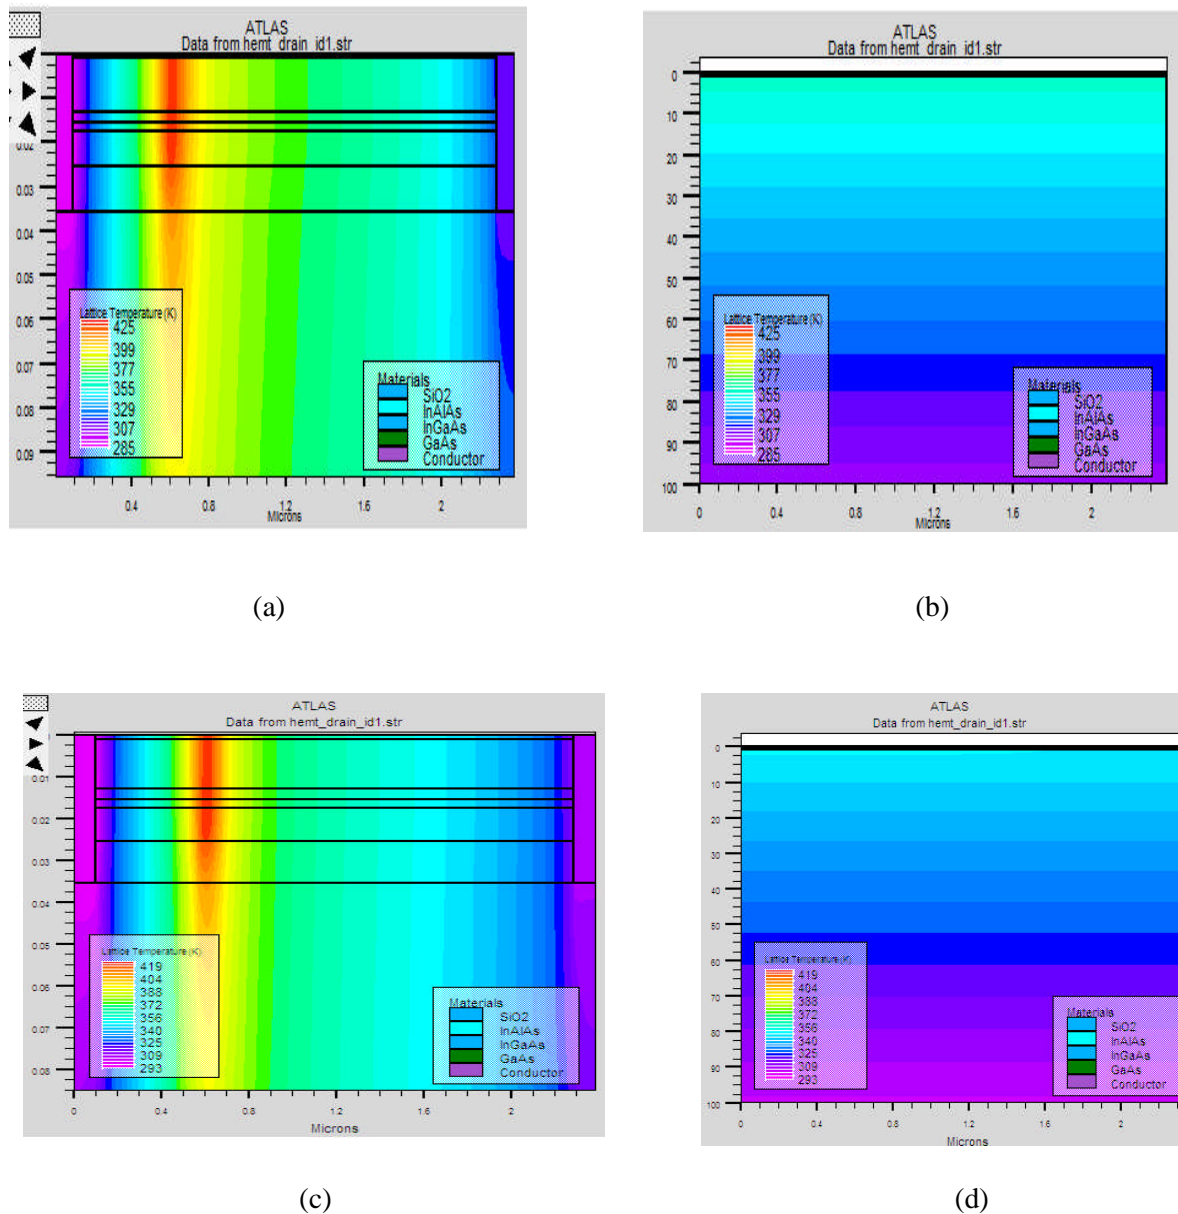 ATLAS
Data from hemt_drain_id1.str
0.02
0.03
0.04
0.05
0.06
0.07
0.08
0.09
Lattice Temperature (K)
425
399
377
355
329
307
285
Materials
SiO2
InAlAs
InGaAs
GaAs
Conductor
0.4
0.8
1.2
1.6
2
Microns
(a)
ATLAS
Data from hemt_drain_id1.str
0
10
20
30
40
50
60
70
80
90
100
Lattice Temperature (K)
425
399
377
355
329
307
285
Materials
SiO2
InAlAs
InGaAs
GaAs
Conductor
0
0.4
0.8
1.2
1.6
2
Microns
(b)
ATLAS
Data from hemt_drain_id1.str
0.01
0.02
0.03
0.04
0.05
0.06
0.07
0.08
Lattice Temperature (K)
419
404
388
372
356
340
325
309
293
Materials
SiO2
InAlAs
InGaAs
GaAs
Conductor
0
0.4
0.8
1.2
1.6
2
Microns
(c)
ATLAS
Data from hemt_drain_id1.str
0
10
20
30
40
50
60
70
80
90
100
Lattice Temperature (K)
419
404
388
372
356
340
325
309
293
Materials
SiO2
InAlAs
InGaAs
GaAs
Conductor
0
0.4
0.8
1.2
1.6
2
Microns
(d)